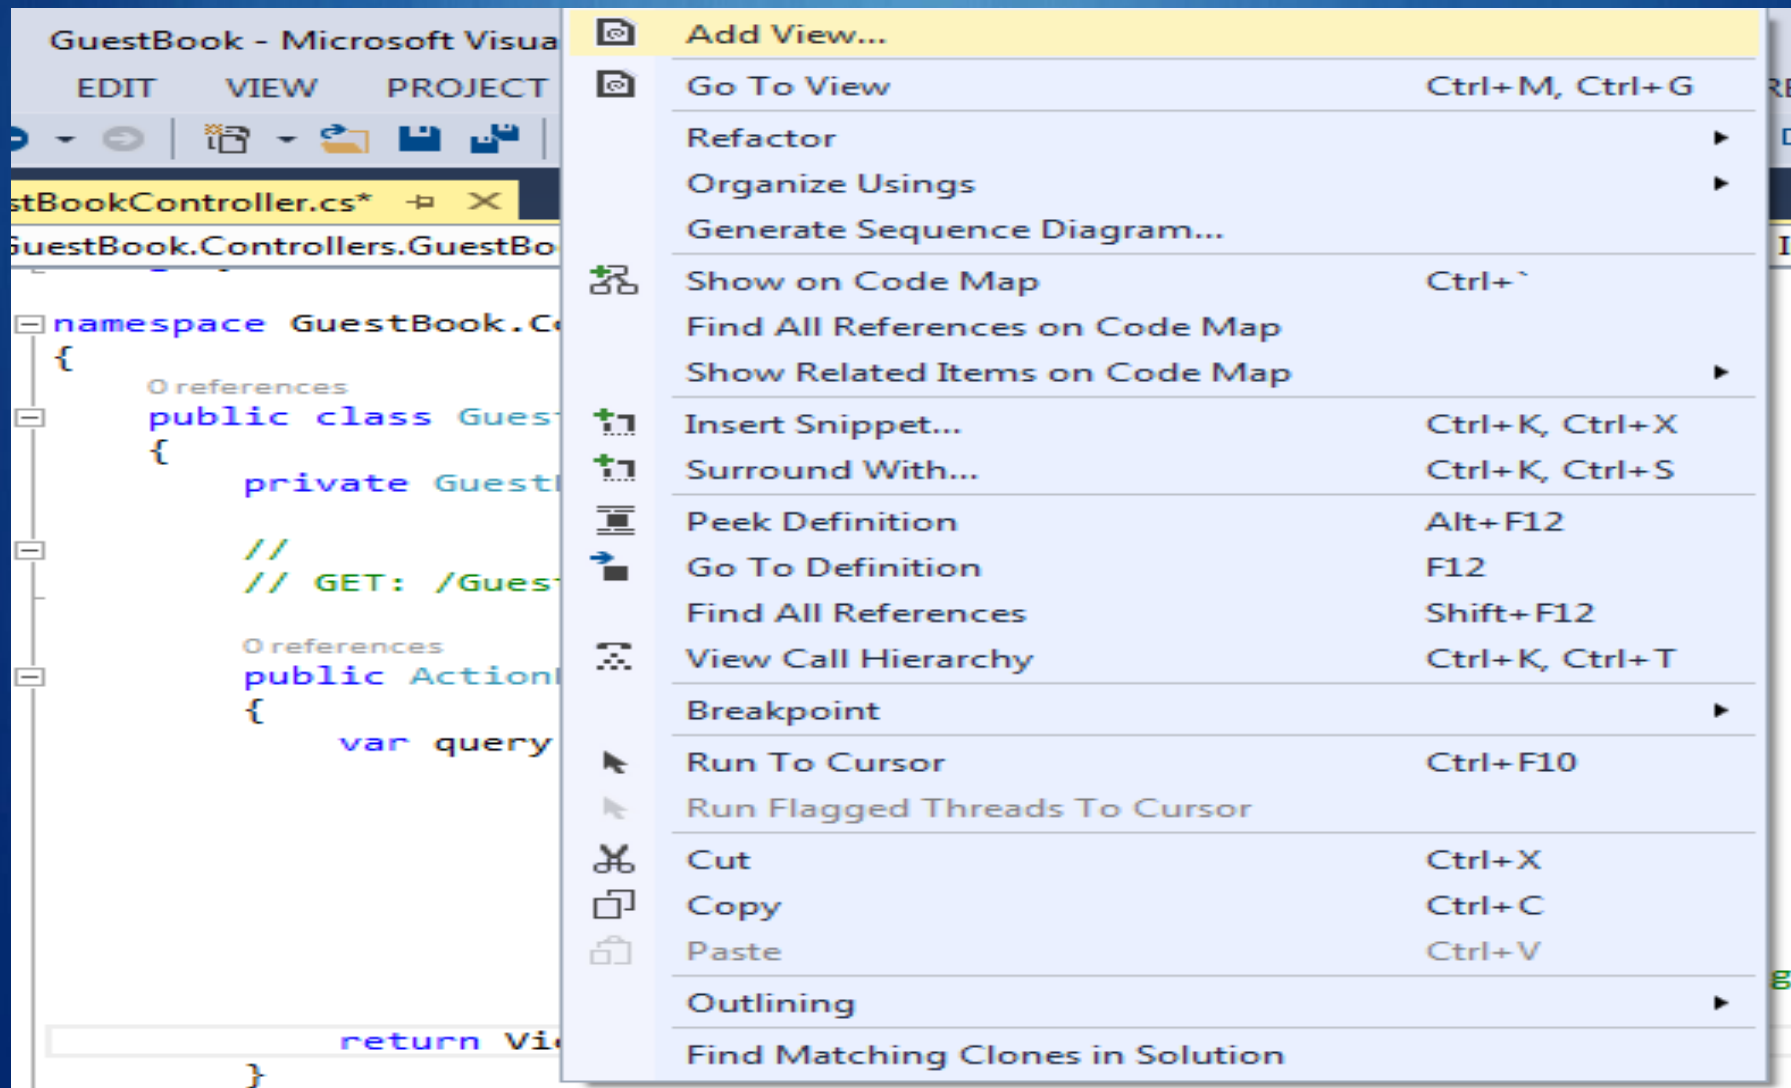 GuestBook - Microsoft Visua
EDIT VIEW PROJECT
stBookController.cs*
GuestBook.Controllers.GuestBo
namespace GuestBook.Co
{
0 references
public class Guest
{
private Guest
//
// GET: /Guest
0 references
public Action
{
var query
return Vie
}
Add View...
Go To View Ctrl+M, Ctrl+G
Refactor
Organize Usings
Generate Sequence Diagram...
Show on Code Map Ctrl+`
Find All References on Code Map
Show Related Items on Code Map
Insert Snippet... Ctrl+K, Ctrl+X
Surround With... Ctrl+K, Ctrl+S
Peek Definition Alt+F12
Go To Definition F12
Find All References Shift+F12
View Call Hierarchy Ctrl+K, Ctrl+T
Breakpoint
Run To Cursor Ctrl+F10
Run Flagged Threads To Cursor
Cut Ctrl+X
Copy Ctrl+C
Paste Ctrl+V
Outlining
Find Matching Clones in Solution